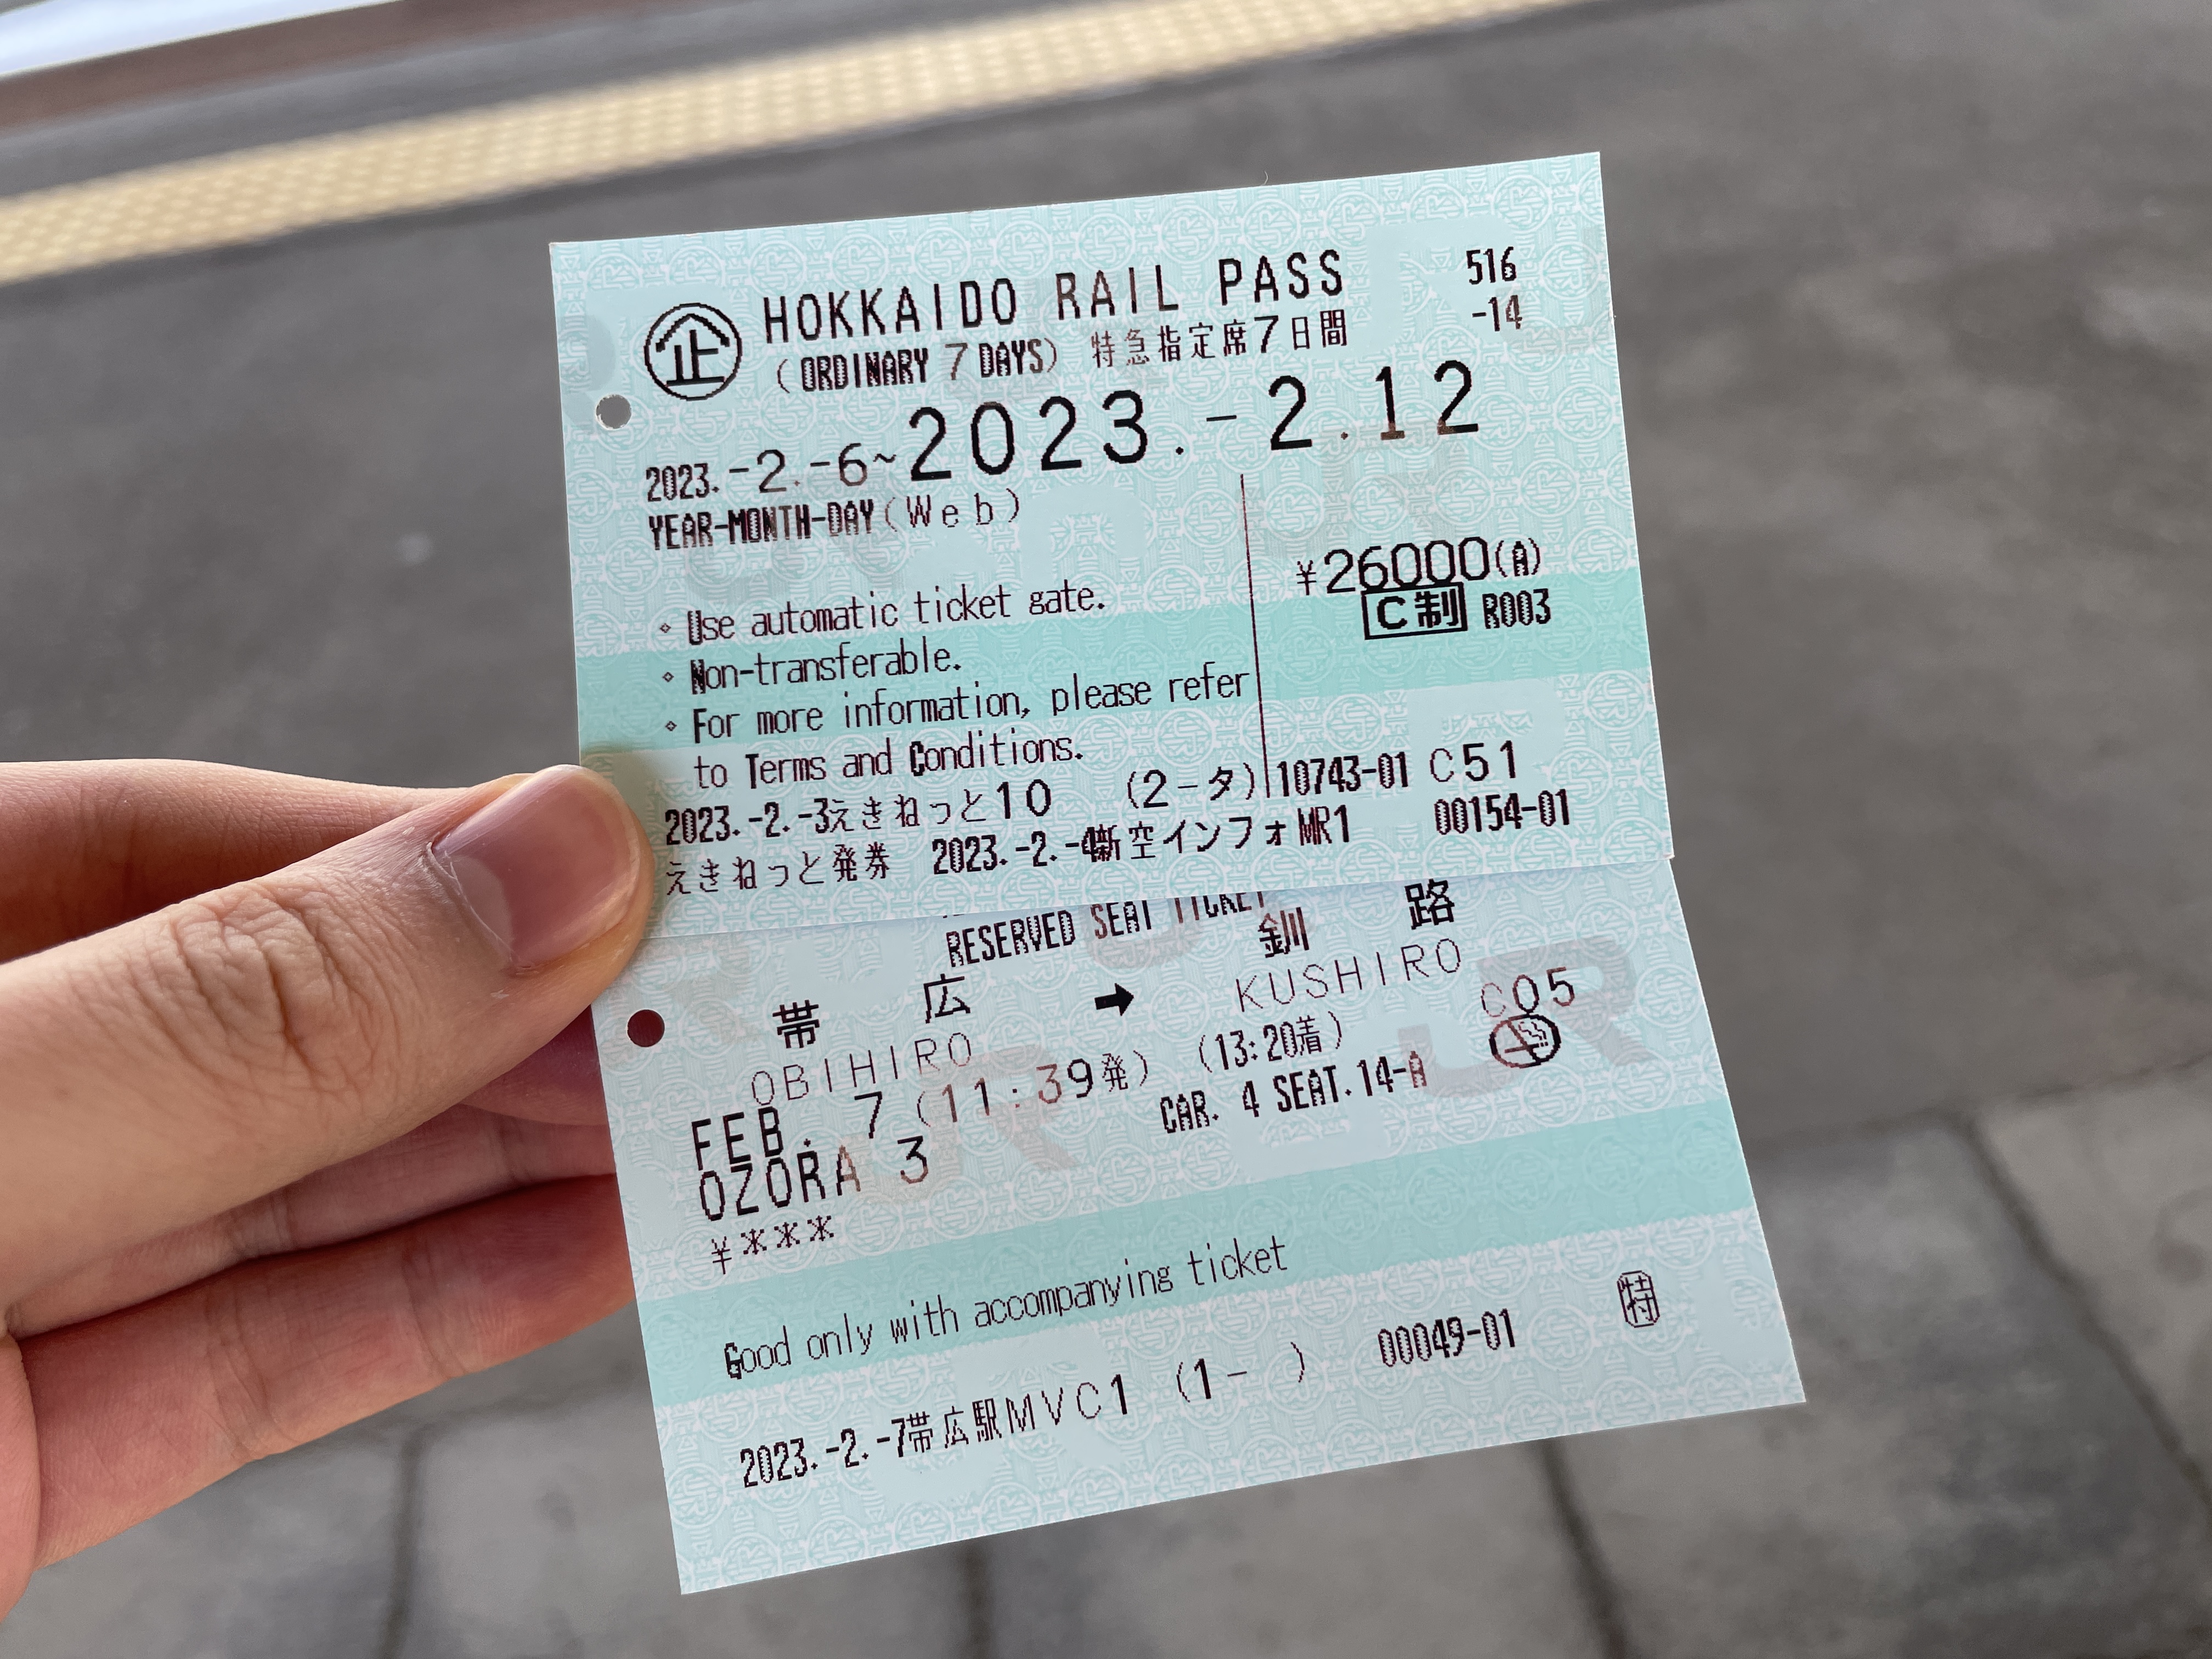 企 HOKKAIDO RAIL PASS 516
(ORDINARY 7 DAYS) 特急指定席7日間 -14
2023.-2.-6~2023.-2.12
YEAR-MONTH-DAY(Web)
¥26000(A)
C制 R003
◇ Use automatic ticket gate.
◇ Non-transferable.
◇ For more information, please refer
to Terms and Conditions.
2023.-2.-3えきねっと10 (2-タ) 10743-01 C51
えきねっと発券 2023.-2.-4新空インフォMR1 00154-01
RESERVED SEAT TICKET
帯広 ➡ 釧路
OBIHIRO KUSHIRO C05
FEB. 7 (11:39発) (13:20着)
OZORA 3 CAR. 4 SEAT.14-A
¥***
Good only with accompanying ticket
特
2023.-2.-7帯広駅MVC1 (1- ) 00049-01